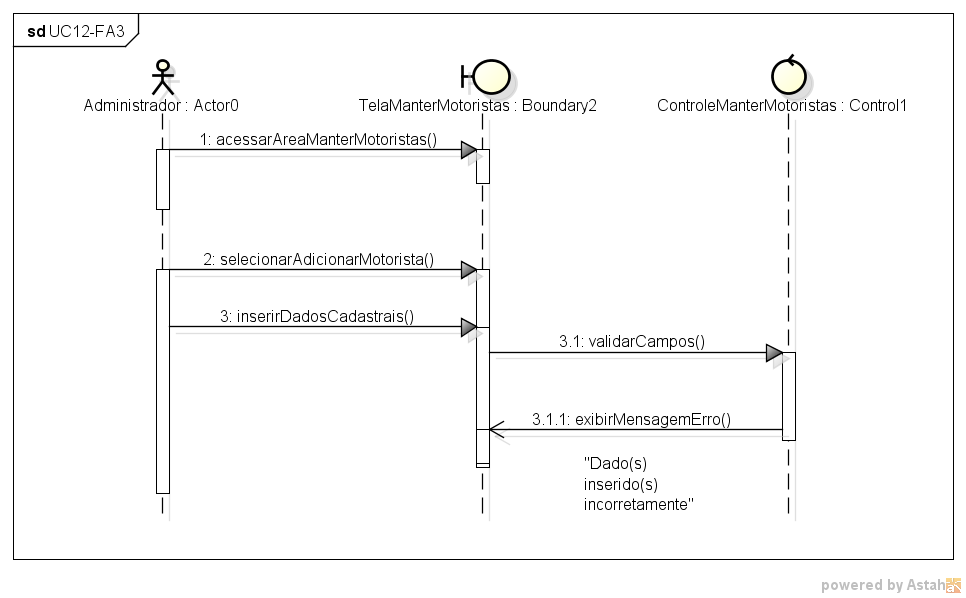 sd UC12-FA3
Administrador : Actor0
TelaManterMotoristas : Boundary2
ControleManterMotoristas : Control1
1: acessarAreaManterMotoristas()
2: selecionarAdicionarMotorista()
3: inserirDadosCadastrais()
3.1: validarCampos()
3.1.1: exibirMensagemErro()
"Dado(s)
inserido(s)
incorretamente"
powered by Astah